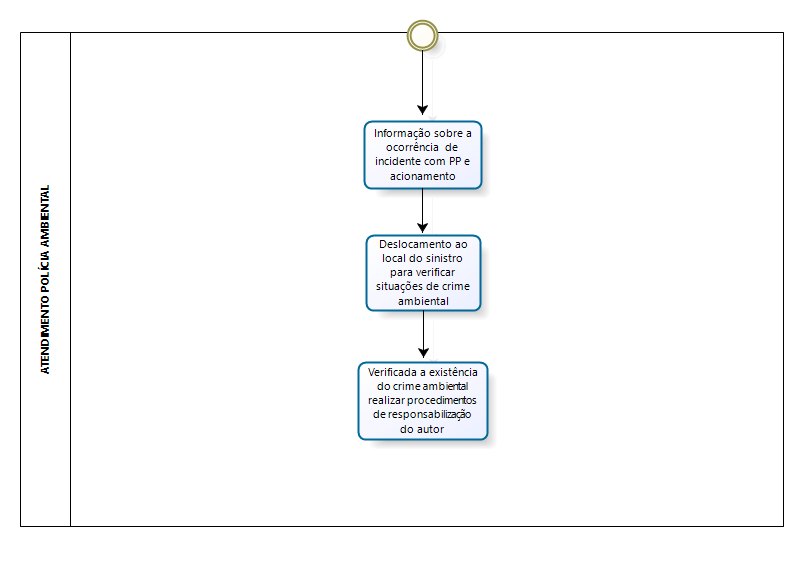 ATENDIMENTO POLÍCIA AMBIENTAL
Informação sobre a
ocorrência de
incidente com PP e
acionamento
Deslocamento ao
local do sinistro
para verificar
situações de crime
ambiental
Verificada a existência
do crime ambiental
realizar procedimentos
de responsabilização
do autor